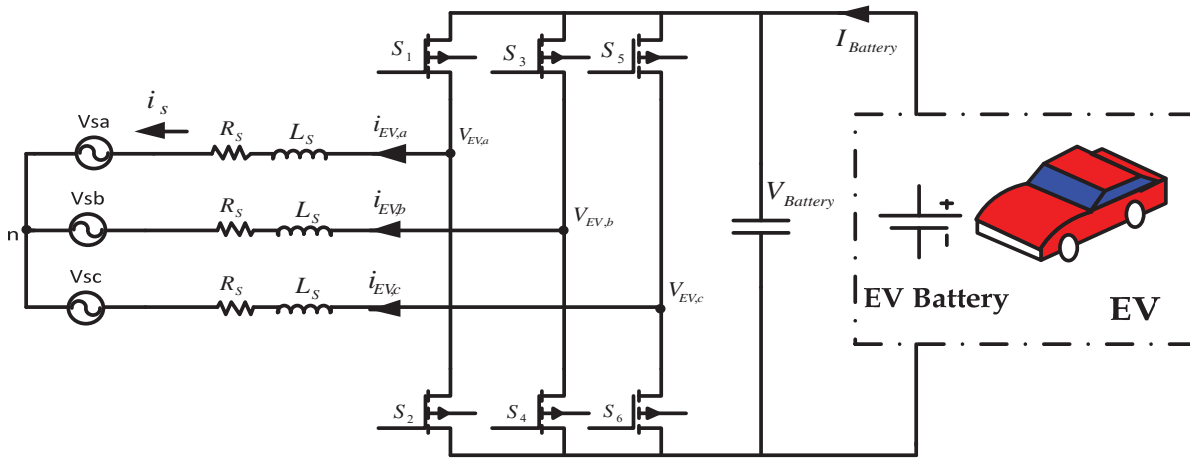 S1
S3
S5
I Battery
is
Vsa
RS
LS
iEV,a
VEV,a
Vsb
RS
LS
iEV,b
VEV,b
VBattery
n
Vsc
RS
LS
iEV,c
VEV,c
EV Battery
EV
S2
S4
S6